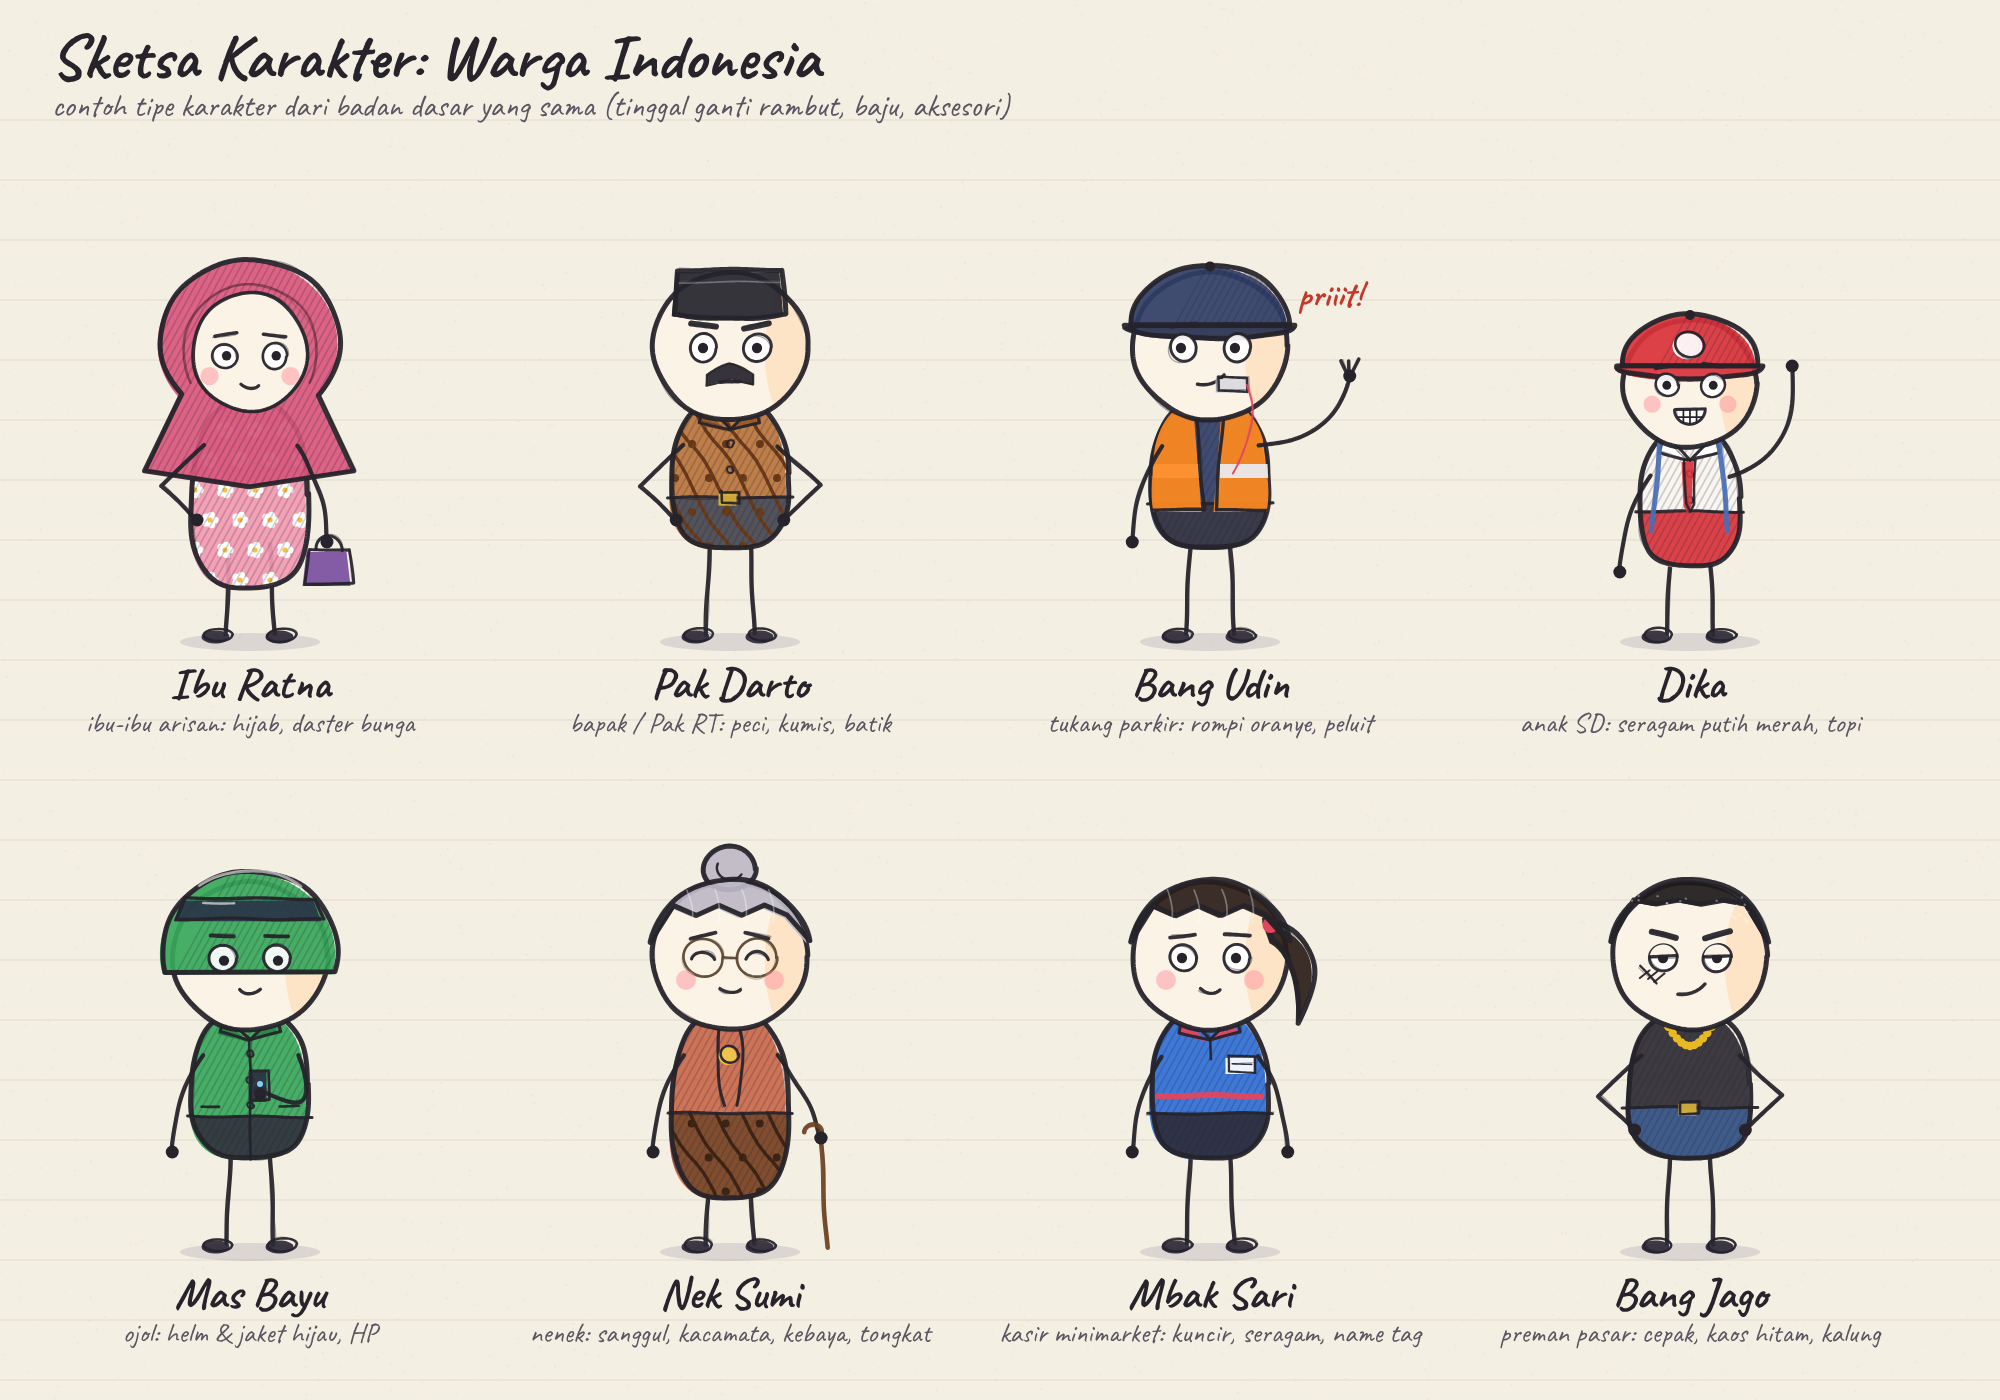 Sketsa Karakter: Warga Indonesia
contoh tipe karakter dari badan dasar yang sama (tinggal ganti rambut, baju, aksesori)
priiit!
Ibu Ratna
ibu-ibu arisan: hijab, daster bunga
Pak Darto
bapak / Pak RT: peci, kumis, batik
Bang Udin
tukang parkir: rompi oranye, peluit
Dika
anak SD: seragam putih merah, topi
Mas Bayu
ojol: helm & jaket hijau, HP
Nek Sumi
nenek: sanggul, kacamata, kebaya, tongkat
Mbak Sari
kasir minimarket: kuncir, seragam, name tag
Bang Jago
preman pasar: cepak, kaos hitam, kalung